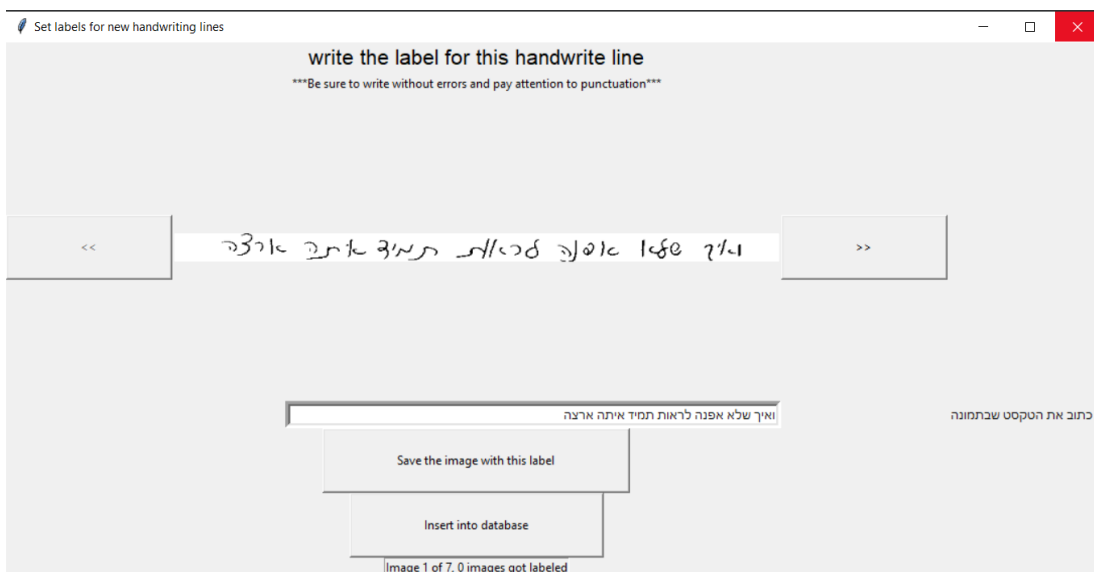 Set labels for new handwriting lines
write the label for this handwrite line
***Be sure to write without errors and pay attention to punctuation***
<<
ואיך שלא אפנה לראות תמיד איתה ארצה
>>
ואיך שלא אפנה לראות תמיד איתה ארצה
כתוב את הטקסט שבתמונה
Save the image with this label
Insert into database
Image 1 of 7, 0 images got labeled